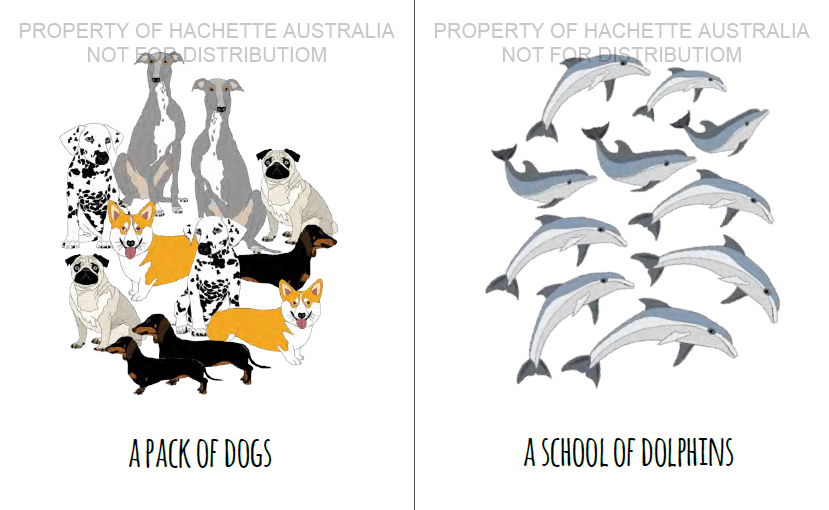 PROPERTY OF HACHETTE AUSTRALIA
NOT FOR DISTRIBUTIOM
A PACK OF DOGS
PROPERTY OF HACHETTE AUSTRALIA
NOT FOR DISTRIBUTIOM
A SCHOOL OF DOLPHINS